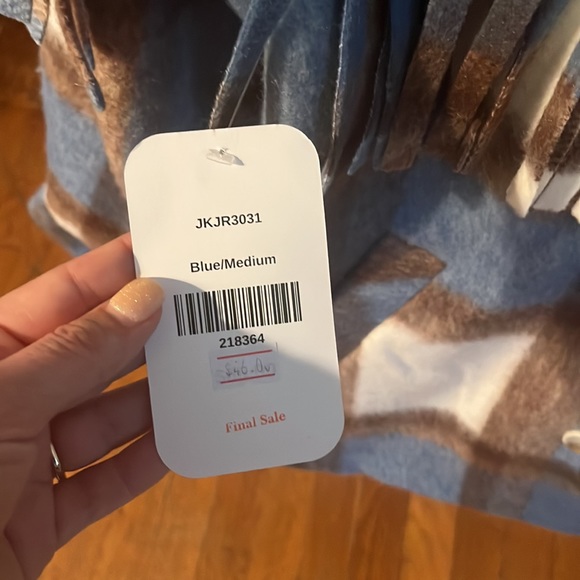 JKJR3031
Blue/Medium
218364
$46.00
Final Sale